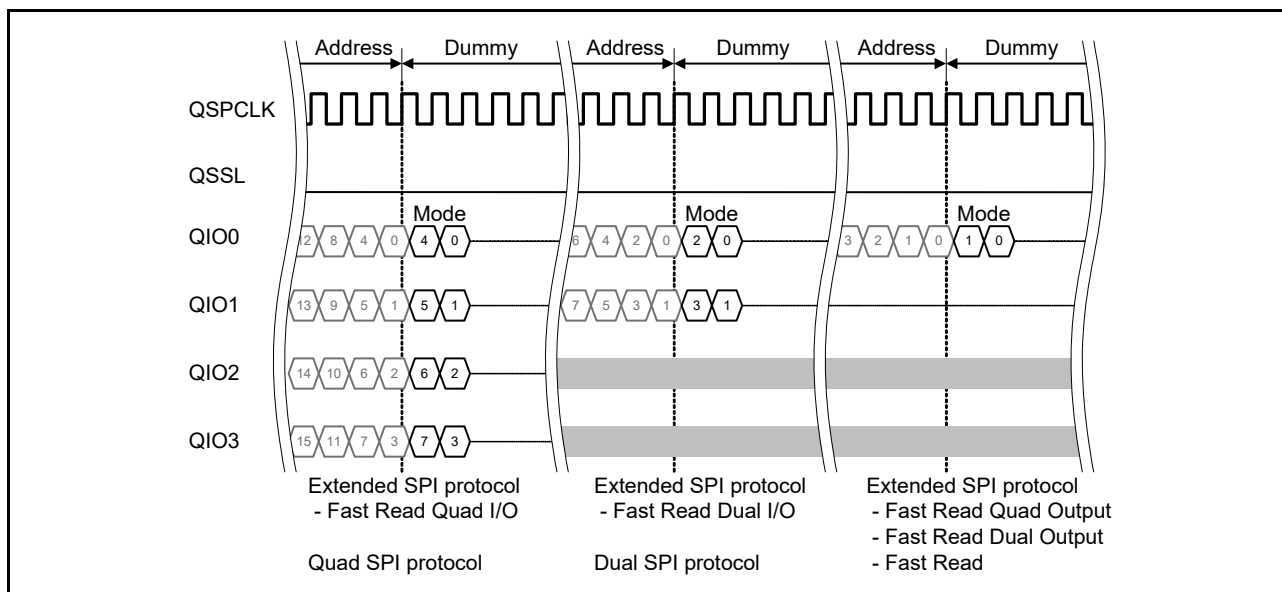 Address Dummy Address Dummy Address Dummy
QSPCLK
QSSL
Mode Mode Mode
QIO0 12 8 4 0 4 0 6 4 2 0 2 0 3 2 1 0 1 0
QIO1 13 9 5 1 5 1 7 5 3 1 3 1
QIO2 14 10 6 2 6 2
QIO3 15 11 7 3 7 3
Extended SPI protocol
- Fast Read Quad I/O
Quad SPI protocol
Extended SPI protocol
- Fast Read Dual I/O
Dual SPI protocol
Extended SPI protocol
- Fast Read Quad Output
- Fast Read Dual Output
- Fast Read